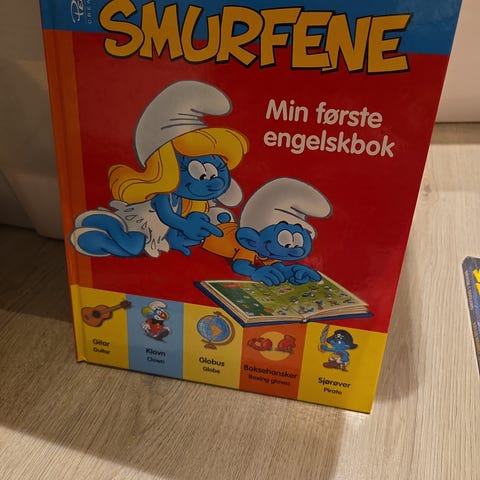 SMURFENE
Min første
engelskbok
Gitar
Guitar
Klovn
Clown
Globus
Globe
Boksehansker
Boxing gloves
Sjørøver
Pirate